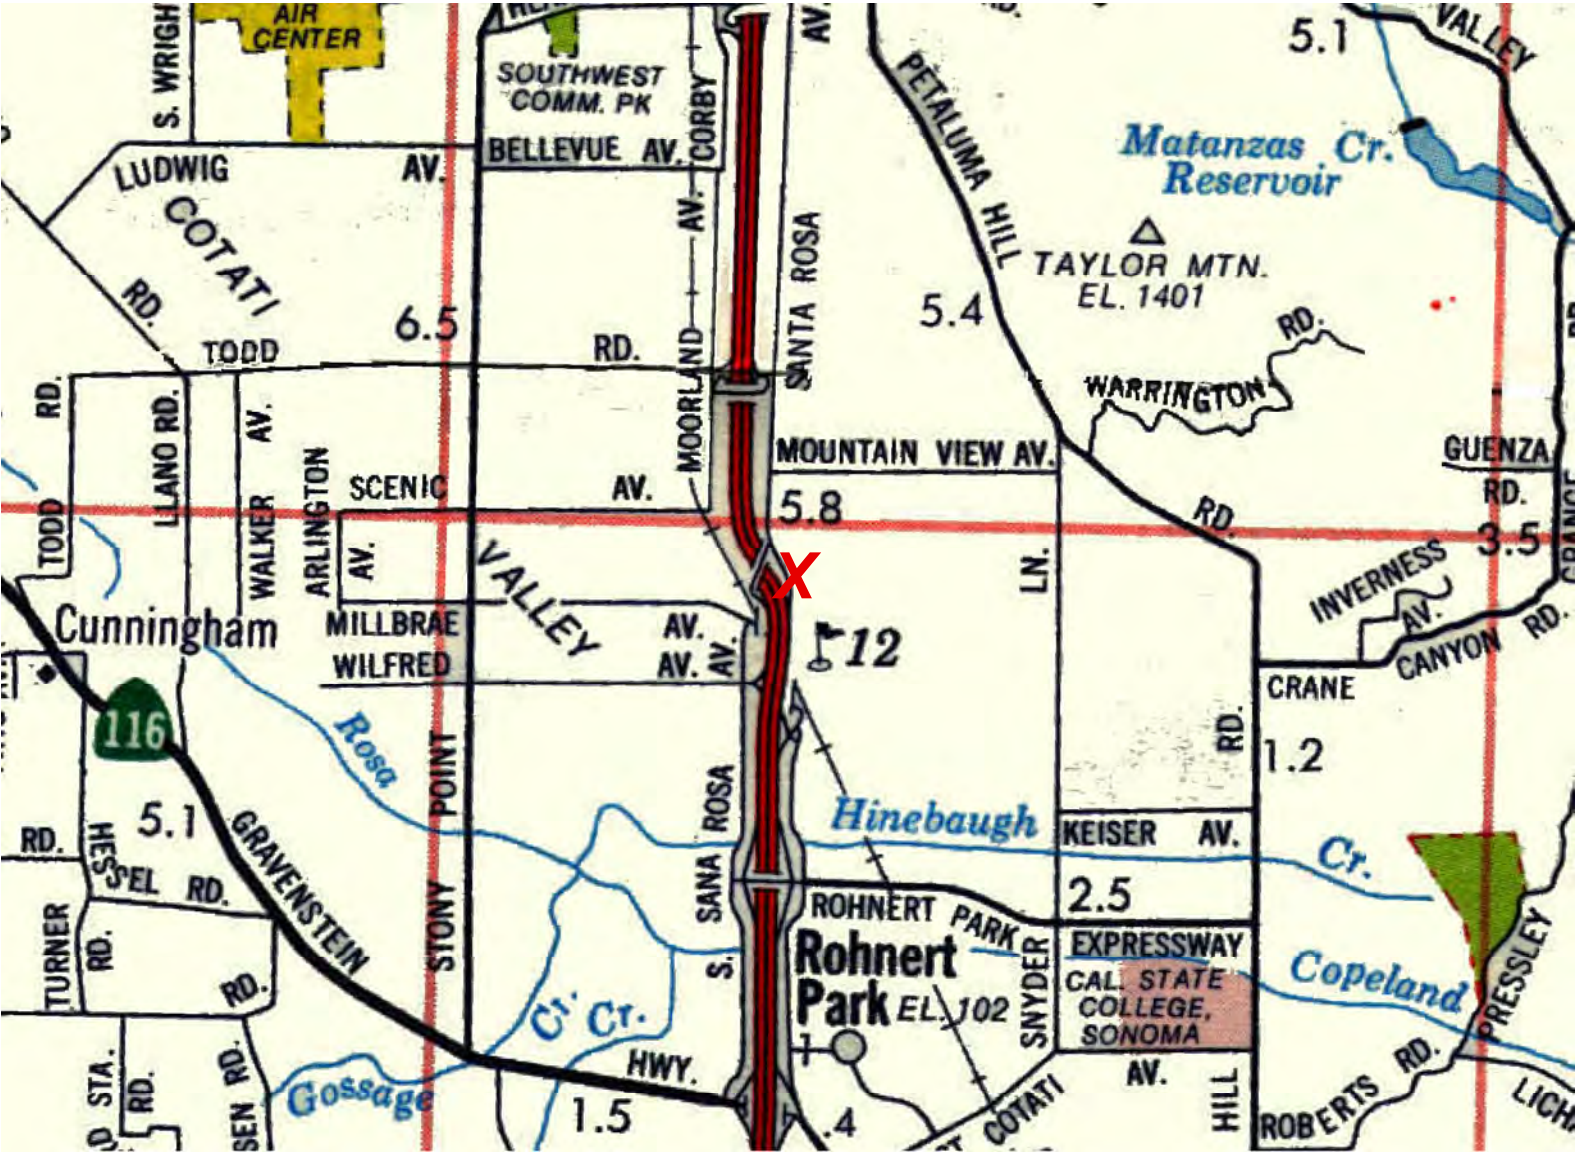 AIR
CENTER
S. WRIGH
SOUTHWEST
COMM. PK
CORBY
AV.
PETALUMA HILL
5.1
VALLEY
Matanzas Cr.
Reservoir
BELLEVUE AV.
LUDWIG AV.
COTATI
RD.
AV.
SANTA ROSA
TAYLOR MTN.
EL. 1401
5.4
6.5
RD.
TODD RD.
MOORLAND
WARRINGTON
RD.
LLANO RD.
AV.
MOUNTAIN VIEW AV.
GUENZA
RD.
SCENIC AV.
5.8
RD.
3.5
TODD
WALKER
ARLINGTON
AV.
VALLEY
X
LN.
INVERNESS
AV.
CANYON RD.
Cunningham
MILLBRAE AV.
WILFRED AV.
AV.
12
CRANE
116
Rosa
POINT
RD.
1.2
5.1
ROSA
Hinebaugh
KEISER AV.
Cr.
RD.
HESSEL RD.
GRAVENSTEIN
STONY
SANA
S.
2.5
ROHNERT PARK
EXPRESSWAY
TURNER
RD.
Rohnert
Park
EL. 102
SNYDER
CAL. STATE
COLLEGE,
SONOMA
Copeland
PRESSLEY
RD.
Cr.
Cr.
HWY.
AV.
RD.
Gossage
1.5
.4
COTATI
HILL
ROBERTS
STA.
RD.
SEN RD.
LICH